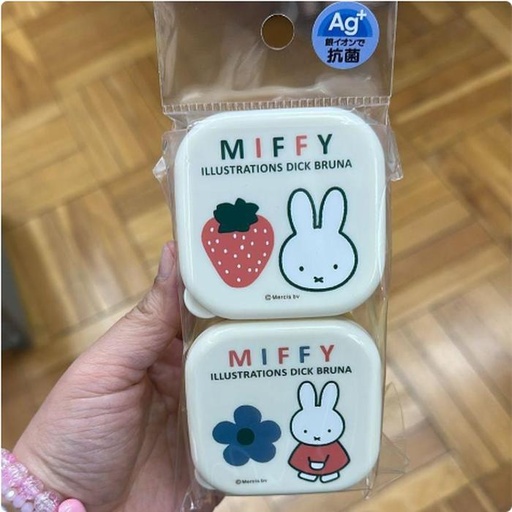 Ag+
銀イオンで
抗菌
MIFFY
ILLUSTRATIONS DICK BRUNA
© Mercis bv
MIFFY
ILLUSTRATIONS DICK BRUNA
© Mercis bv